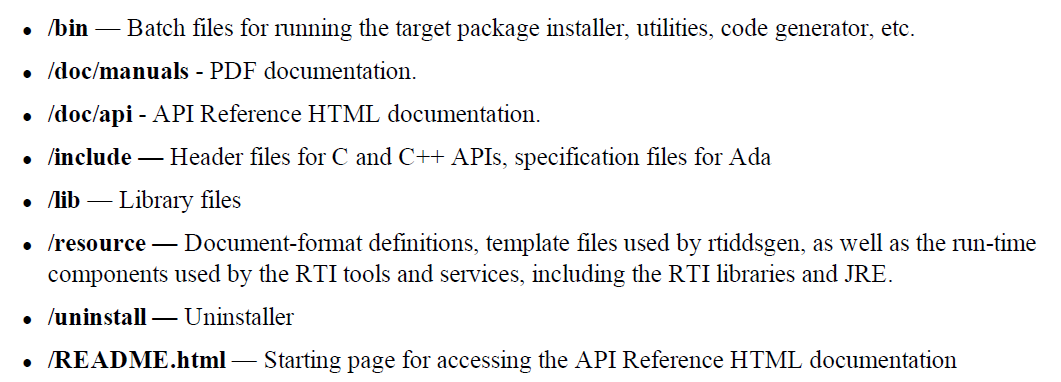 • /bin — Batch files for running the target package installer, utilities, code generator, etc.
• /doc/manuals - PDF documentation.
• /doc/api - API Reference HTML documentation.
• /include — Header files for C and C++ APIs, specification files for Ada
• /lib — Library files
• /resource — Document-format definitions, template files used by rtiddsgen, as well as the run-time
components used by the RTI tools and services, including the RTI libraries and JRE.
• /uninstall — Uninstaller
• /README.html — Starting page for accessing the API Reference HTML documentation